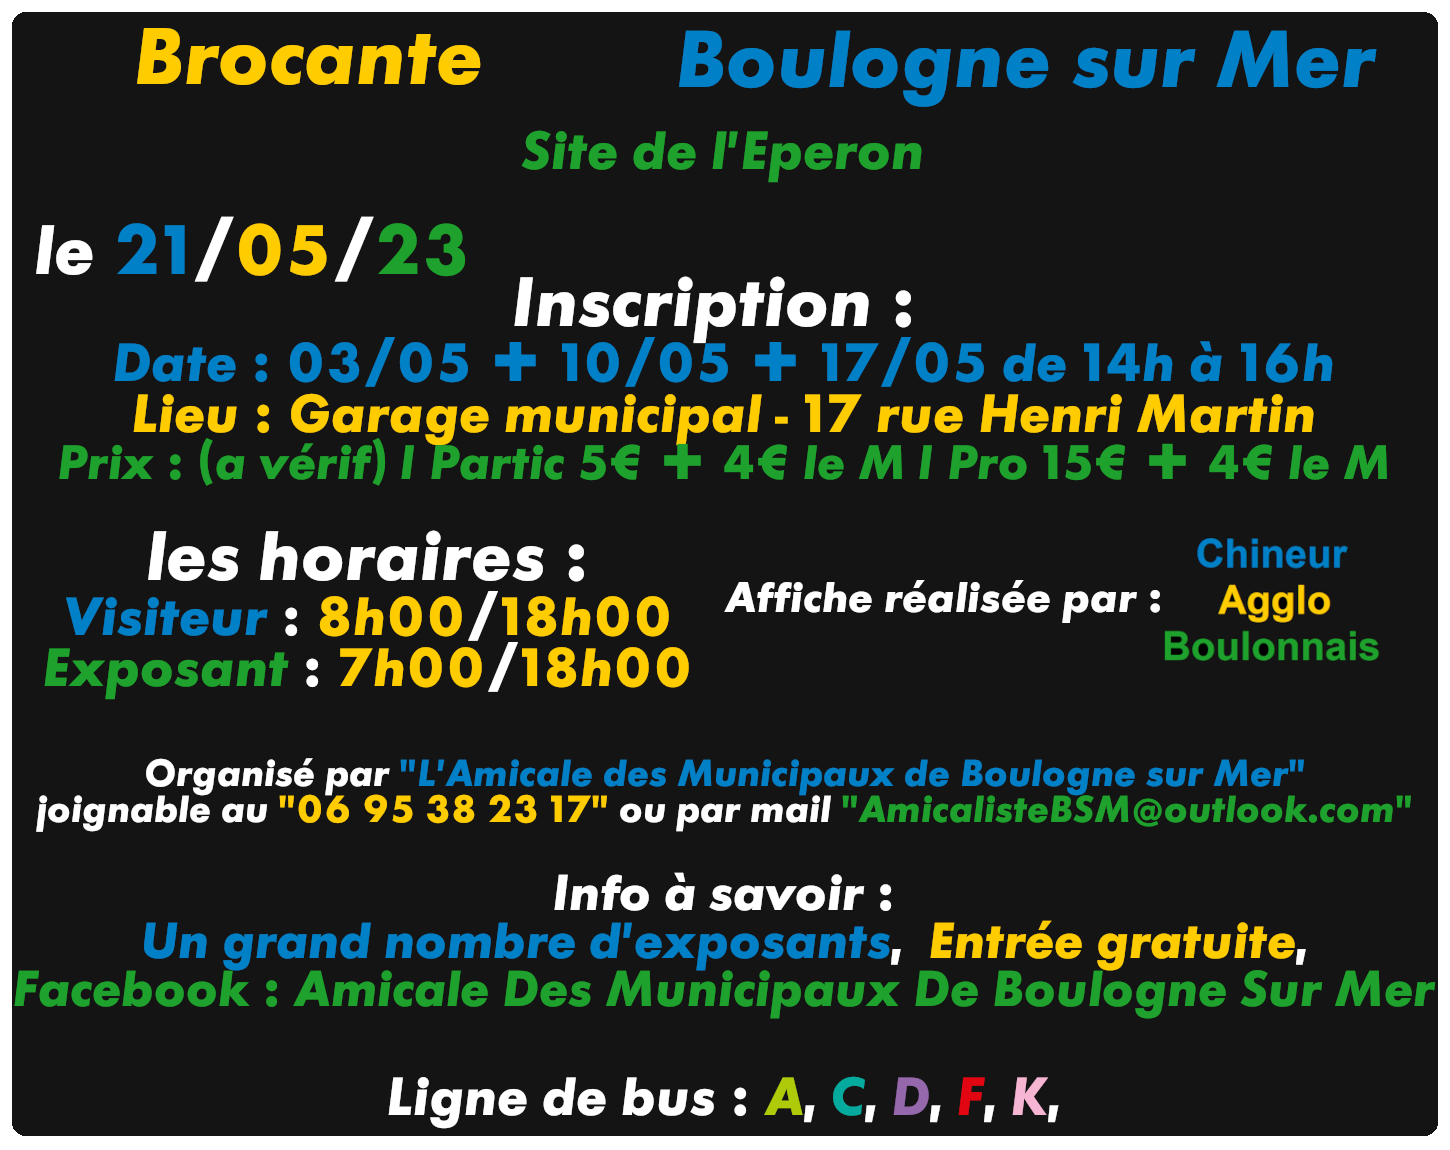 Brocante Boulogne sur Mer
Site de l'Eperon
le 21/05/23
Inscription :
Date : 03/05 + 10/05 + 17/05 de 14h à 16h
Lieu : Garage municipal - 17 rue Henri Martin
Prix : (a vérif) l Partic 5€ + 4€ le M l Pro 15€ + 4€ le M
les horaires :
Visiteur : 8h00/18h00
Exposant : 7h00/18h00
Affiche réalisée par :
Chineur
Agglo
Boulonnais
Organisé par "L'Amicale des Municipaux de Boulogne sur Mer"
joignable au "06 95 38 23 17" ou par mail "AmicalisteBSM@outlook.com"
Info à savoir :
Un grand nombre d'exposants, Entrée gratuite,
Facebook : Amicale Des Municipaux De Boulogne Sur Mer
Ligne de bus : A, C, D, F, K,